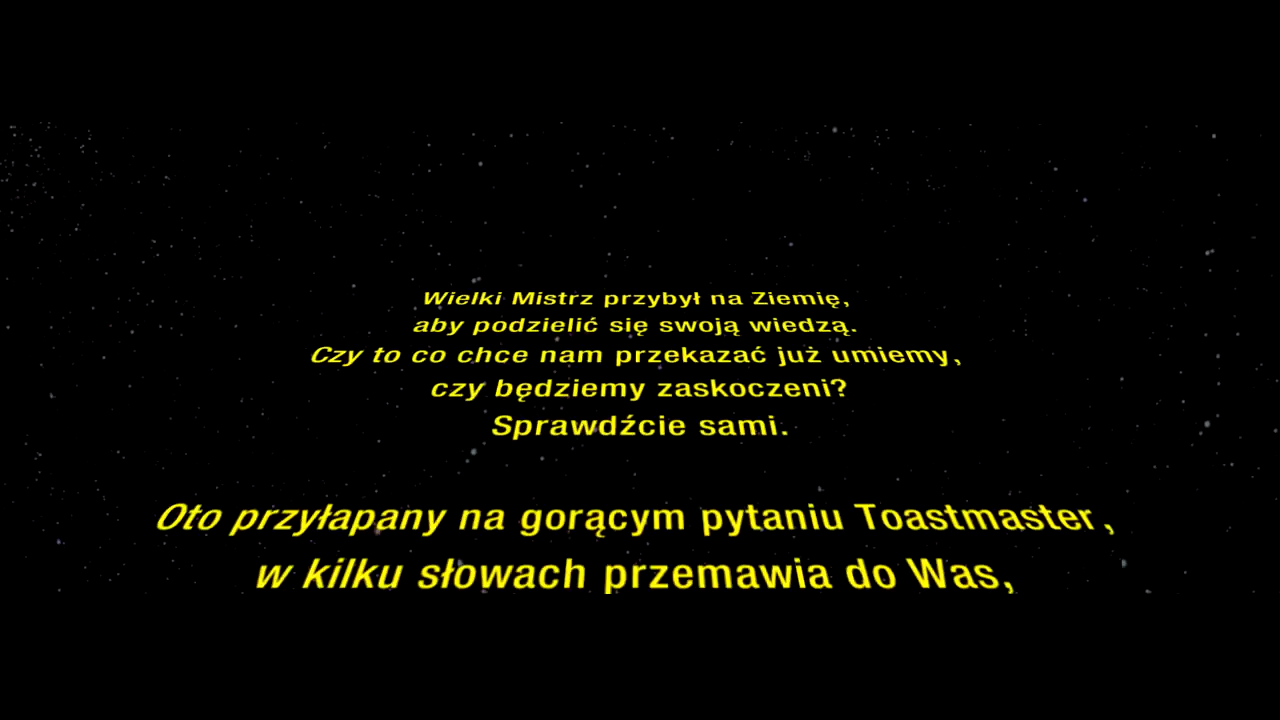 Wielki Mistrz przybył na Ziemię,
aby podzielić się swoją wiedzą.
Czy to co chce nam przekazać już umiemy,
czy będziemy zaskoczeni?
Sprawdźcie sami.
Oto przyłapany na gorącym pytaniu Toastmaster,
w kilku słowach przemawia do Was,